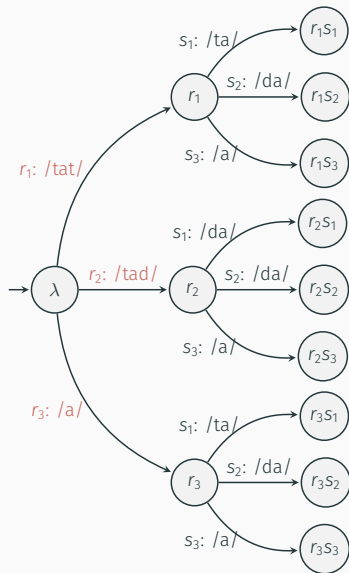 s₁: /ta/
r₁s₁
r₁
s₂: /da/
r₁s₂
s₃: /a/
r₁s₃
r₁: /tat/
s₁: /da/
r₂s₁
λ
r₂: /tad/
r₂
s₂: /da/
r₂s₂
s₃: /a/
r₂s₃
r₃: /a/
s₁: /ta/
r₃s₁
r₃
s₂: /da/
r₃s₂
s₃: /a/
r₃s₃